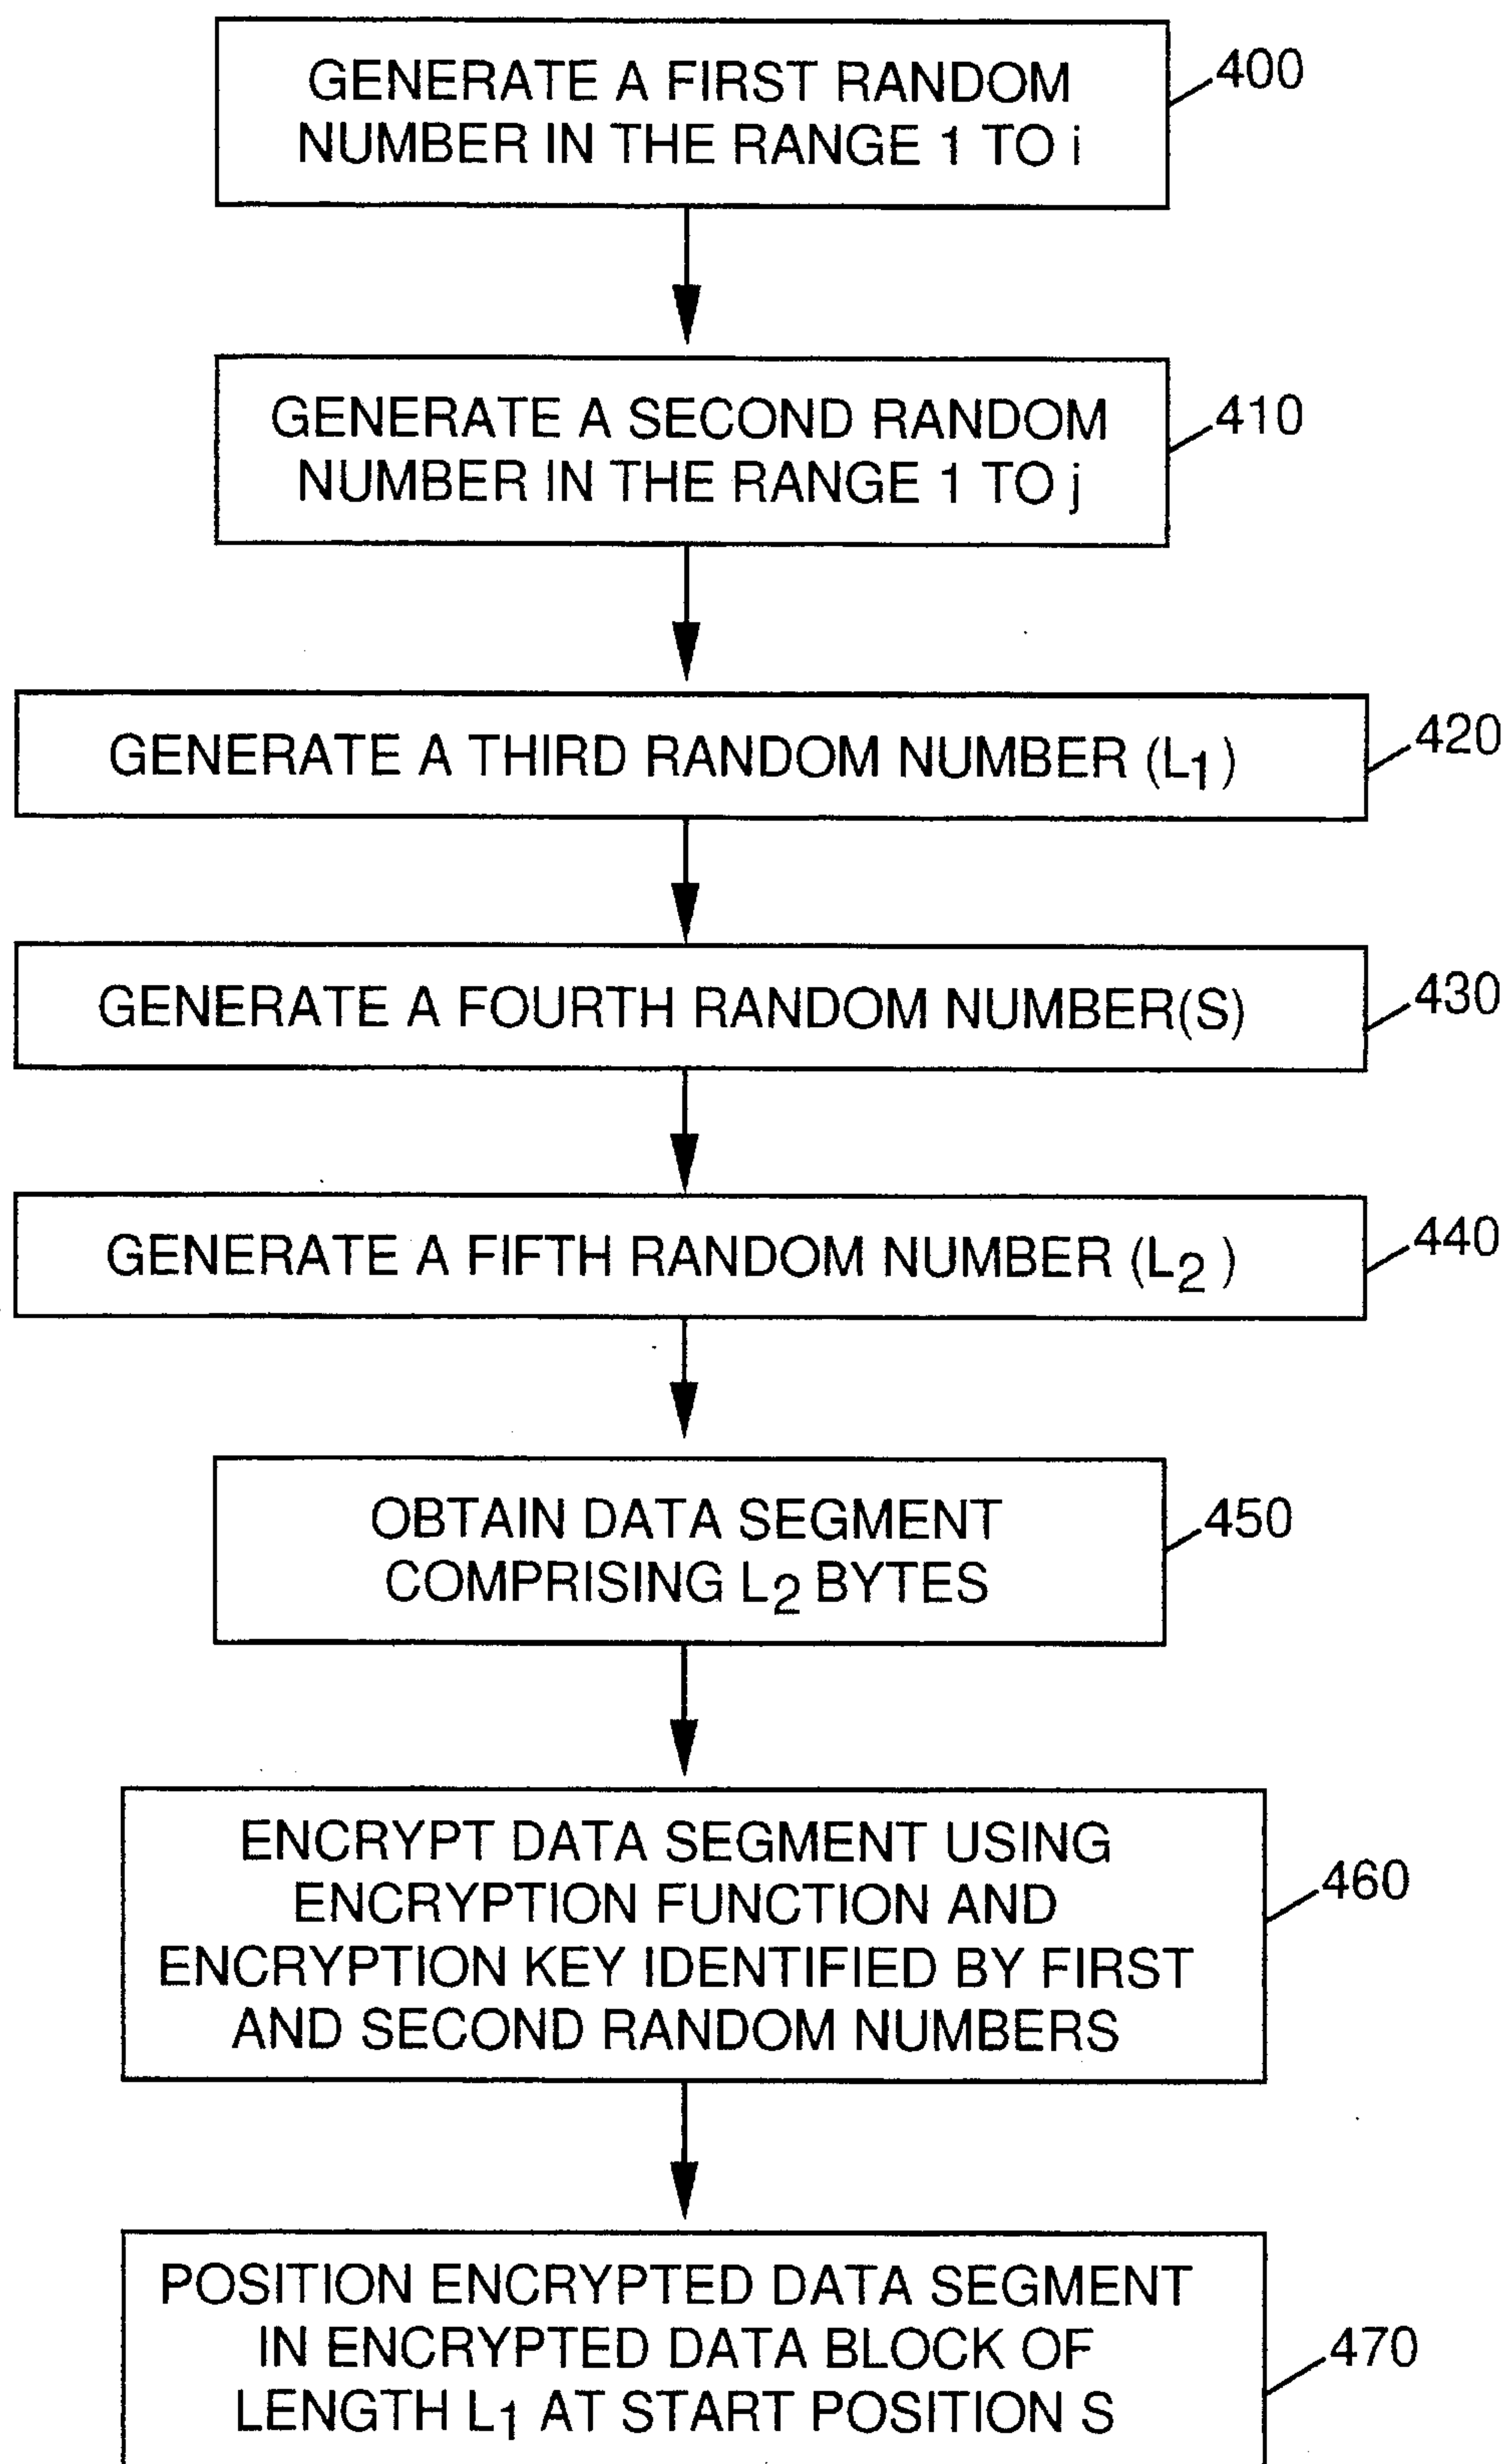 GENERATE A FIRST RANDOM
NUMBER IN THE RANGE 1 TO i
400
GENERATE A SECOND RANDOM
NUMBER IN THE RANGE 1 TO j
410
GENERATE A THIRD RANDOM NUMBER (L1)
420
GENERATE A FOURTH RANDOM NUMBER(S)
430
GENERATE A FIFTH RANDOM NUMBER (L2)
440
OBTAIN DATA SEGMENT
COMPRISING L2 BYTES
450
ENCRYPT DATA SEGMENT USING
ENCRYPTION FUNCTION AND
ENCRYPTION KEY IDENTIFIED BY FIRST
AND SECOND RANDOM NUMBERS
460
POSITION ENCRYPTED DATA SEGMENT
IN ENCRYPTED DATA BLOCK OF
LENGTH L1 AT START POSITION S
470